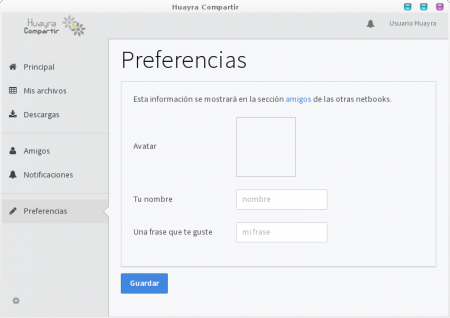 Huayra Compartir
Huayra
Compartir
Usuario Huayra
Principal
Mis archivos
Descargas
Amigos
Notificaciones
Preferencias
Preferencias
Esta información se mostrará en la sección amigos de las otras netbooks.
Avatar
Tu nombre
nombre
Una frase que te guste
mi frase
Guardar